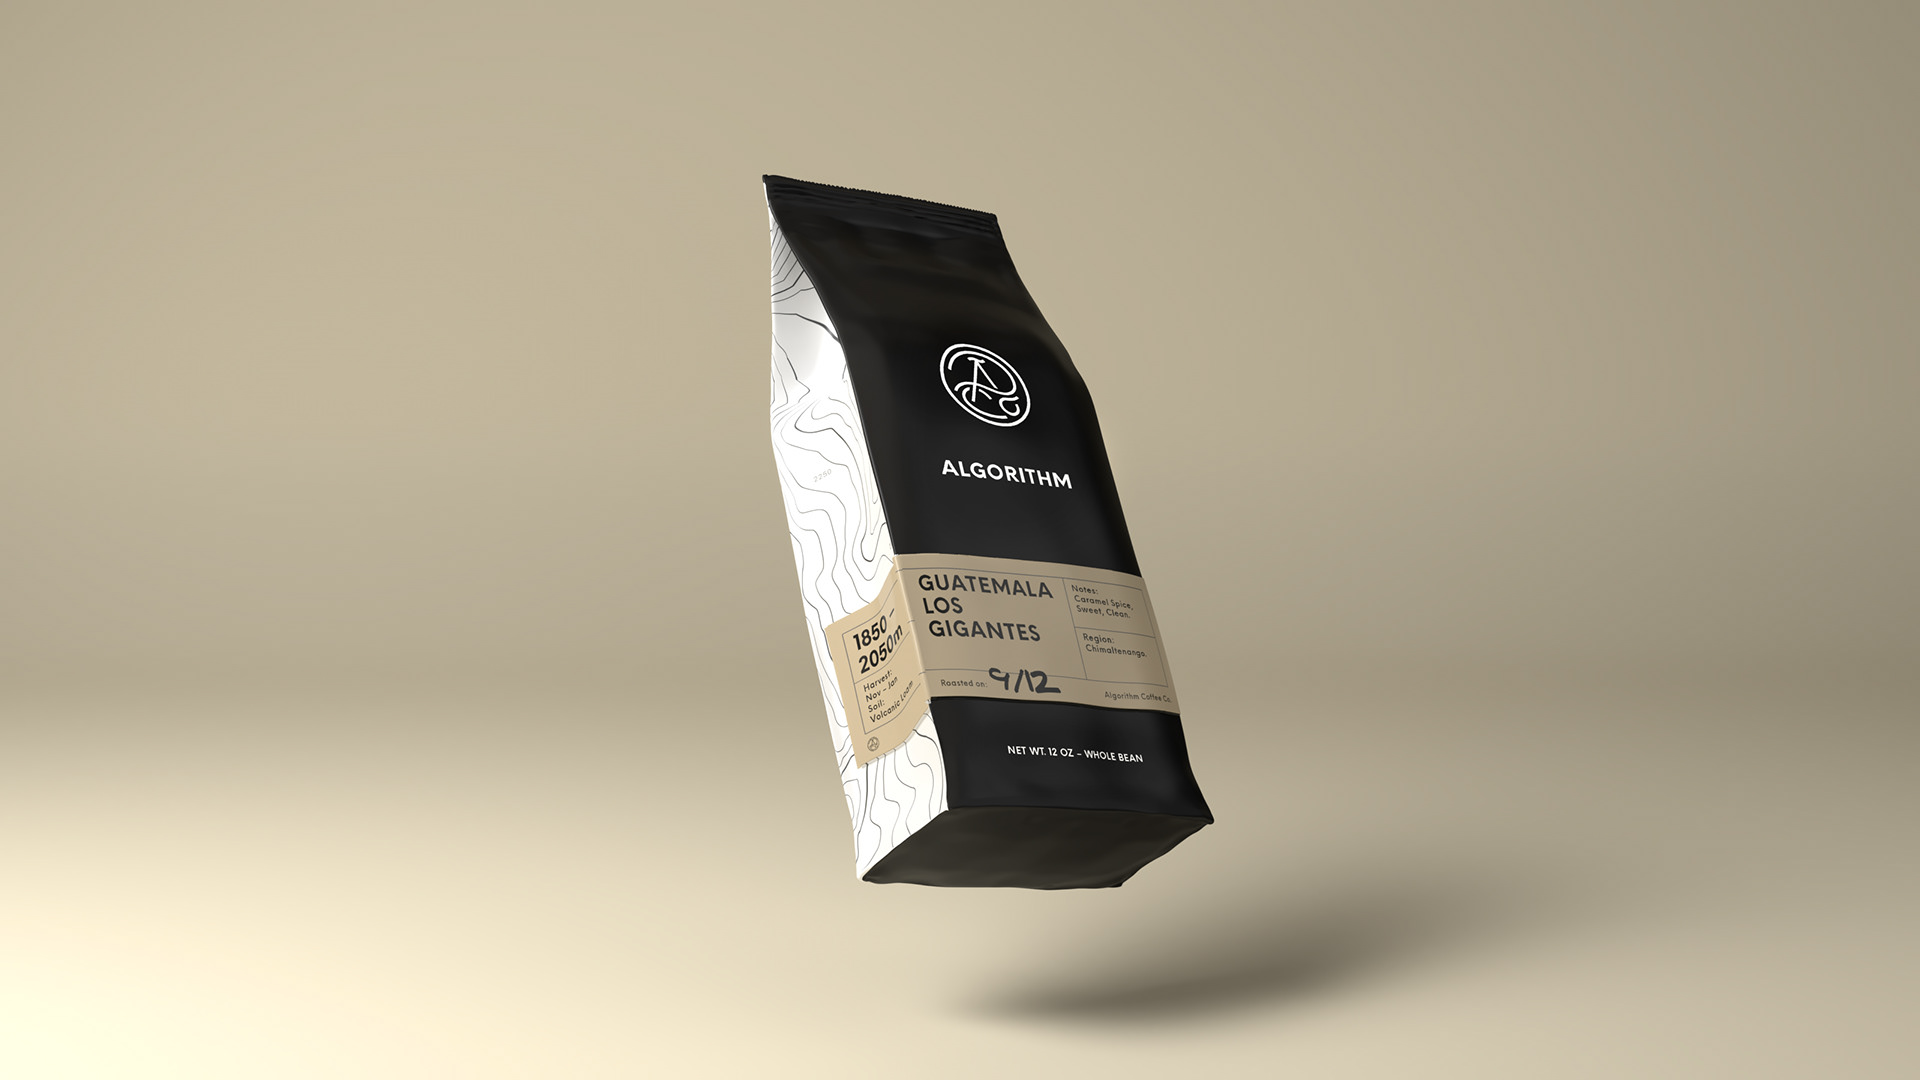 ALGORITHM
GUATEMALA
LOS
GIGANTES
Notes:
Caramel Spice,
Sweet, Clean.
Region:
Chimaltenango.
Roasted on: 9/12
Algorithm Coffee Co.
NET WT. 12 OZ – WHOLE BEAN
2250
1850 –
2050m
Harvest:
Nov – Jan
Soil:
Volcanic Loam